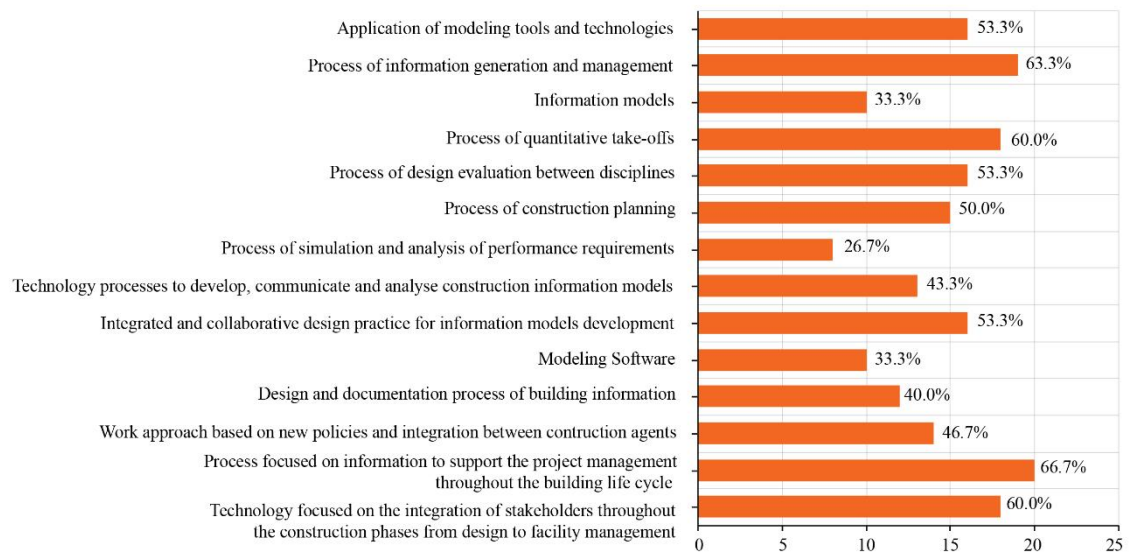 Application of modeling tools and technologies 53.3%
Process of information generation and management 63.3%
Information models 33.3%
Process of quantitative take-offs 60.0%
Process of design evaluation between disciplines 53.3%
Process of construction planning 50.0%
Process of simulation and analysis of performance requirements 26.7%
Technology processes to develop, communicate and analyse construction information models 43.3%
Integrated and collaborative design practice for information models development 53.3%
Modeling Software 33.3%
Design and documentation process of building information 40.0%
Work approach based on new policies and integration between contruction agents 46.7%
Process focused on information to support the project management
throughout the building life cycle 66.7%
Technology focused on the integration of stakeholders throughout
the construction phases from design to facility management 60.0%
0 5 10 15 20 25